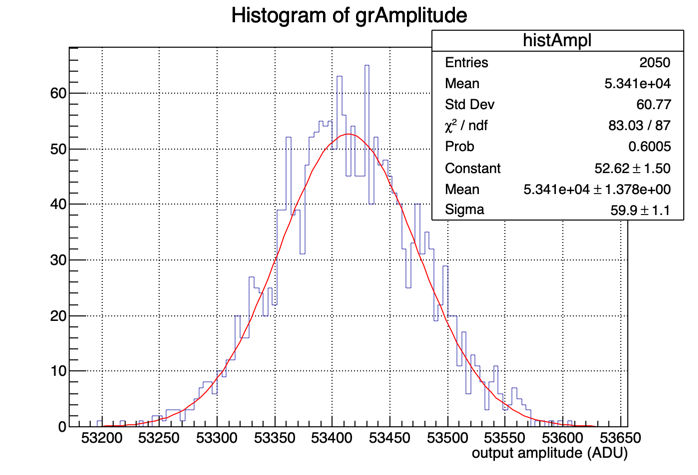 Histogram of grAmplitude
histAmpl
Entries 2050
Mean 5.341e+04
Std Dev 60.77
χ² / ndf 83.03 / 87
Prob 0.6005
Constant 52.62 ± 1.50
Mean 5.341e+04 ± 1.378e+00
Sigma 59.9 ± 1.1
60
50
40
30
20
10
0
53200 53250 53300 53350 53400 53450 53500 53550 53600 53650
output amplitude (ADU)